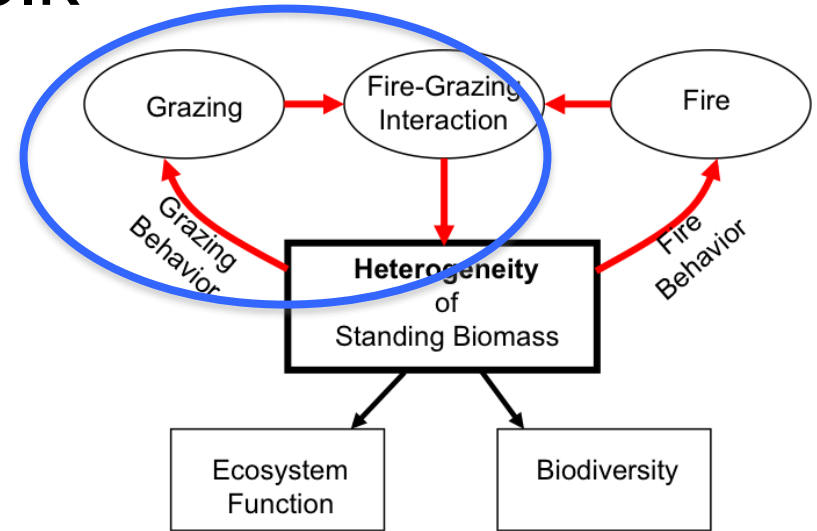 Grazing
Fire-Grazing
Interaction
Fire
Grazing
Behavior
Fire
Behavior
Heterogeneity
of
Standing Biomass
Ecosystem
Function
Biodiversity